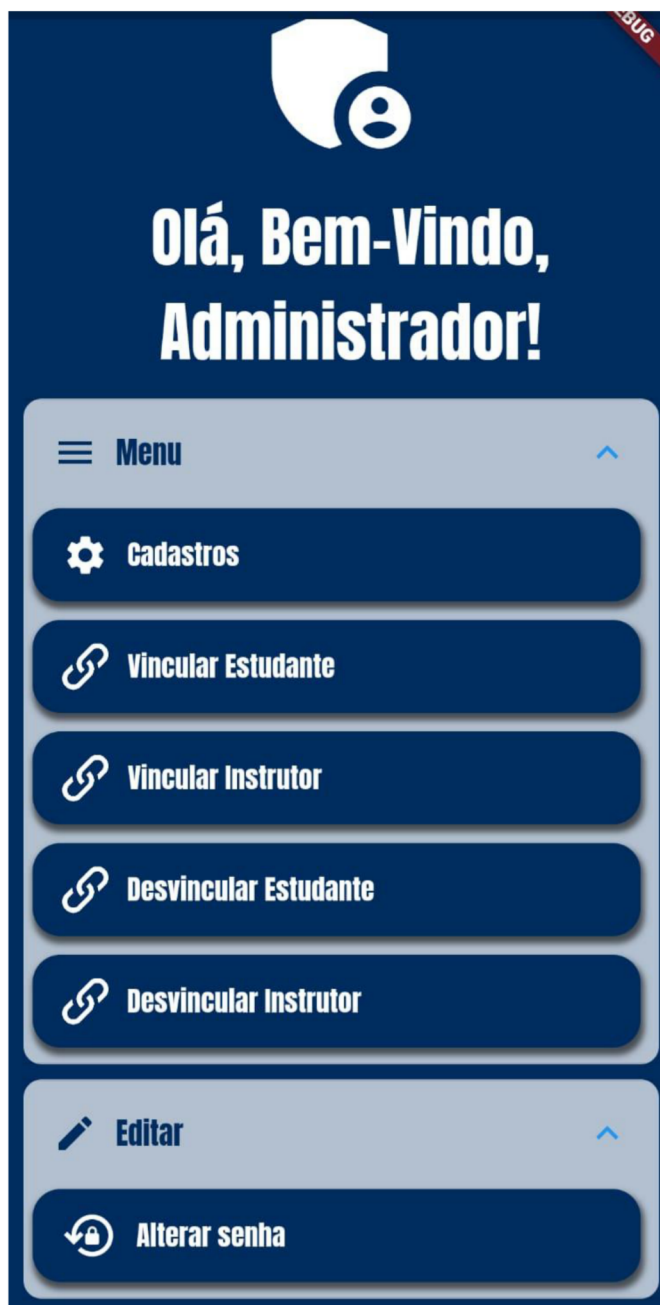 Olá, Bem-Vindo,
Administrador!
Menu
Cadastros
Vincular Estudante
Vincular Instrutor
Desvincular Estudante
Desvincular Instrutor
Editar
Alterar senha